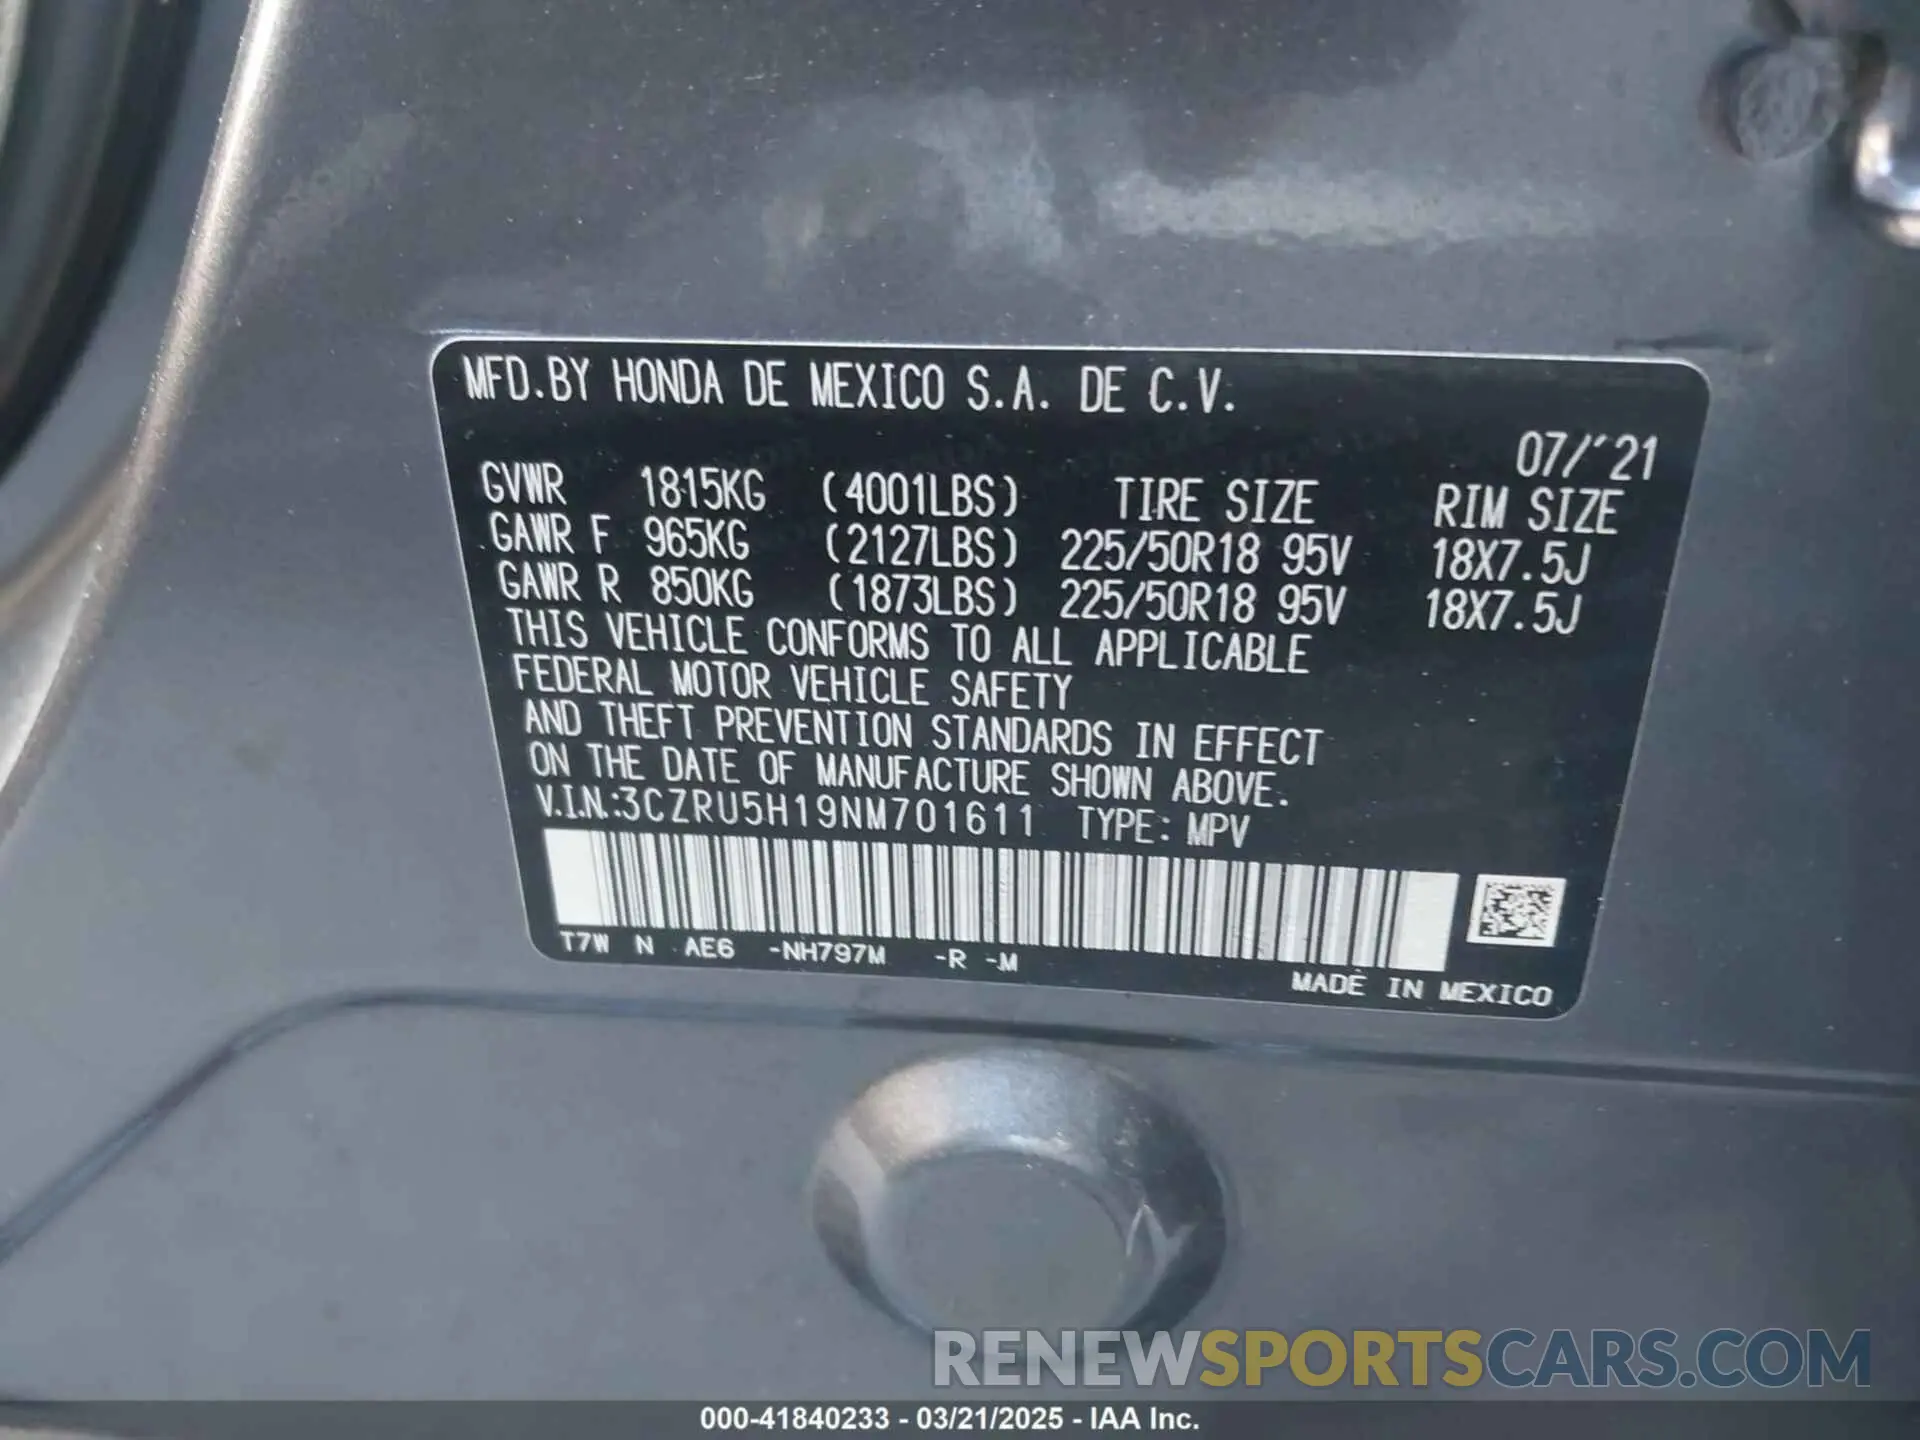 MFD.BY HONDA DE MEXICO S.A. DE C.V.
07/´21
GVWR 1815KG (4001LBS) TIRE SIZE RIM SIZE
GAWR F 965KG (2127LBS) 225/50R18 95V 18X7.5J
GAWR R 850KG (1873LBS) 225/50R18 95V 18X7.5J
THIS VEHICLE CONFORMS TO ALL APPLICABLE
FEDERAL MOTOR VEHICLE SAFETY
AND THEFT PREVENTION STANDARDS IN EFFECT
ON THE DATE OF MANUFACTURE SHOWN ABOVE.
V.I.N.:3CZRU5H19NM701611 TYPE: MPV
T7W N AE6 -NH797M -R -M
MADE IN MEXICO
RENEWSPORTSCARS.COM
000-41840233 - 03/21/2025 - IAA Inc.